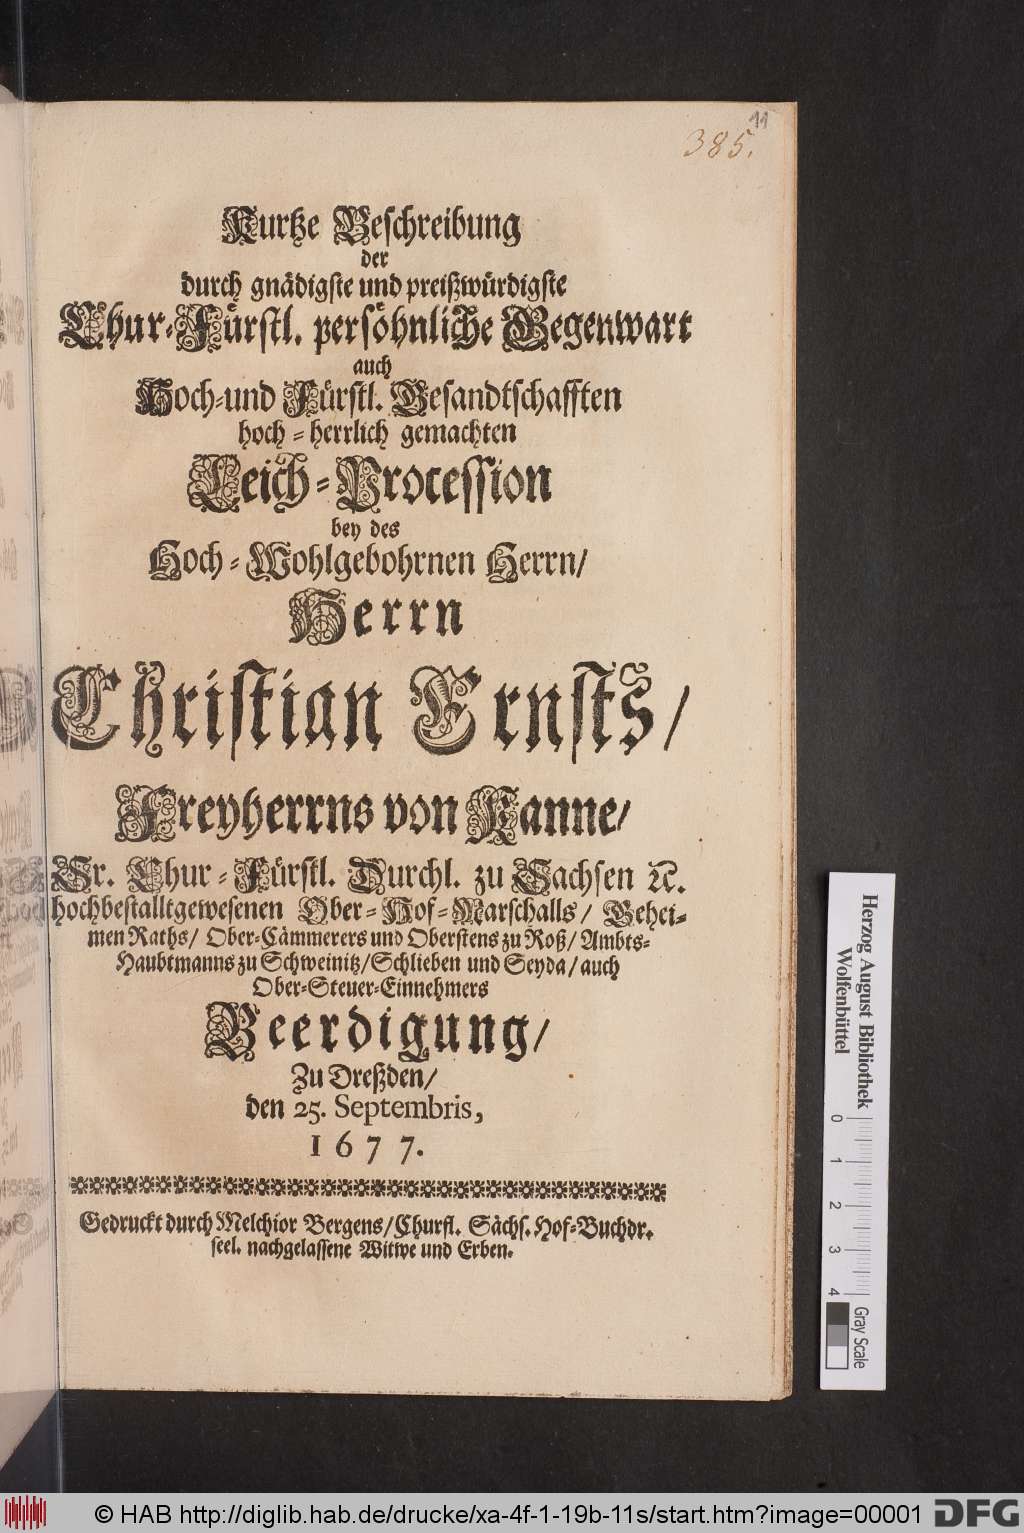 11
385.
Kurtze Beschreibung
der
durch gnädigste und preißwürdigste
Chur-Fürstl. persöhnliche Gegenwart
auch
Hoch-und Fürstl. Gesandtschafften
hoch-herrlich gemachten
Leich-Procession
bey des
Hoch-Wohlgebohrnen Herrn/
Herrn
Christian Ernsts/
Freyherrns von Kanne/
Sr. Chur-Fürstl. Durchl. zu Sachsen ꝛc.
hochbestalltgewesenen Ober-Hof-Marschalls/ Gehei-
men Raths/ Ober-Cämmerers und Oberstens zu Roß/ Ambts-
Haubtmanns zu Schweinitz/ Schlieben und Seyda/ auch
Ober-Steuer-Einnehmers
Beerdigung/
Zu Dreßden/
den 25. Septembris,
1677.
Gedruckt durch Melchior Bergens/ Churfl. Sächs. Hof-Buchdr.
seel. nachgelassene Witwe und Erben.
Herzog August Bibliothek
Wolfenbüttel
0 1 2 3 4
Gray Scale
© HAB http://diglib.hab.de/drucke/xa-4f-1-19b-11s/start.htm?image=00001
DFG